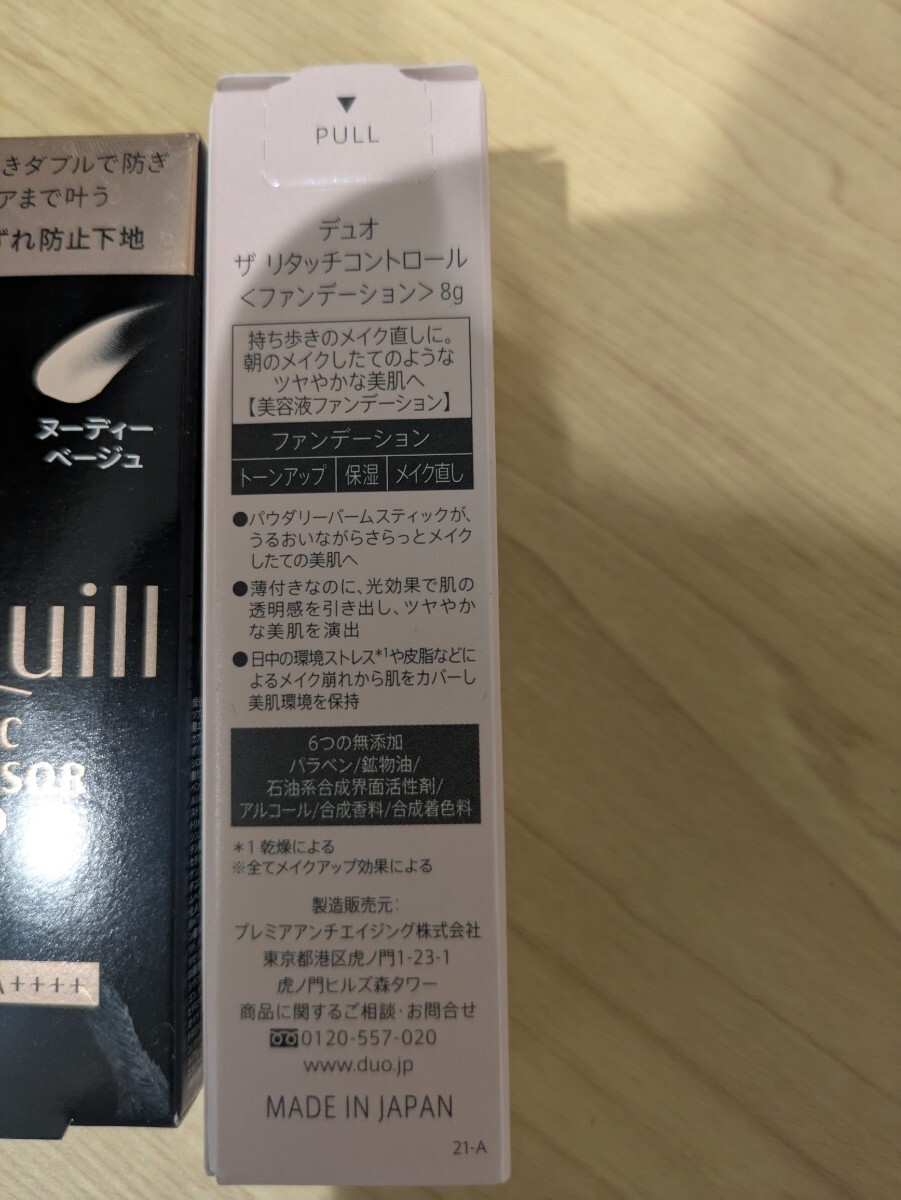 きダブルで防ぎ
アまで叶う
ずれ防止下地
ヌーディー
ベージュ
uill
C
SOR
A++++
PULL
デュオ
ザ リタッチコントロール
<ファンデーション>8g
持ち歩きのメイク直しに。
朝のメイクしたてのような
ツヤやかな美肌へ
【美容液ファンデーション】
ファンデーション
トーンアップ 保湿 メイク直し
●パウダリーバームスティックが、
うるおいながらさらっとメイク
したての美肌へ
●薄付きなのに、光効果で肌の
透明感を引き出し、ツヤやか
な美肌を演出
●日中の環境ストレス*1や皮脂などに
よるメイク崩れから肌をカバーし
美肌環境を保持
6つの無添加
パラベン/鉱物油/
石油系合成界面活性剤/
アルコール/合成香料/合成着色料
*1 乾燥による
※全てメイクアップ効果による
製造販売元:
プレミアアンチエイジング株式会社
東京都港区虎ノ門1-23-1
虎ノ門ヒルズ森タワー
商品に関するご相談・お問合せ
0120-557-020
www.duo.jp
MADE IN JAPAN
21-A